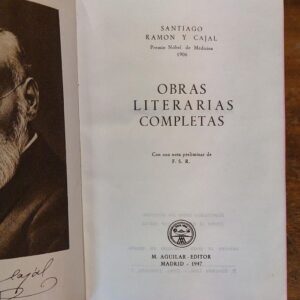 SANTIAGO
RAMON Y CAJAL
Premio Nobel de Medicina
1906
OBRAS
LITERARIAS
COMPLETAS
Con una nota preliminar de
F. S. R.
M. AGUILAR - EDITOR
MADRID - 1947
Cajal